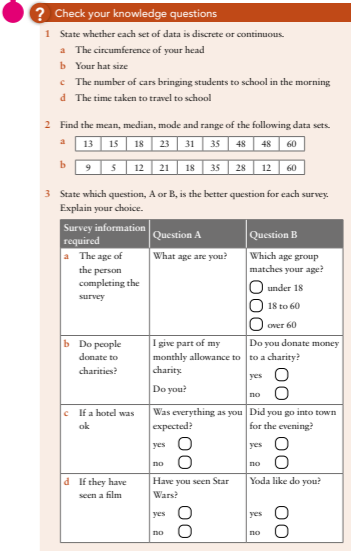 ? Check your knowledge questions
1 State whether each set of data is discrete or continuous.
a The circumference of your head
b Your hat size
c The number of cars bringing students to school in the morning
d The time taken to travel to school
2 Find the mean, median, mode and range of the following data sets.
a 13 15 18 23 31 35 48 48 60
b 9 5 12 21 18 35 28 12 60
3 State which question, A or B, is the better question for each survey.
Explain your choice.
Survey information required
Question A
Question B
a The age of
the person
completing the
survey
What age are you?
Which age group
matches your age?
under 18
18 to 60
over 60
b Do people
donate to
charities?
I give part of my
monthly allowance to
charity.
Do you?
Do you donate money
to a charity?
yes
no
c If a hotel was
ok
Was everything as you
expected?
yes
no
Did you go into town
for the evening?
yes
no
d If they have
seen a film
Have you seen Star
Wars?
yes
no
Yoda like do you?
yes
no